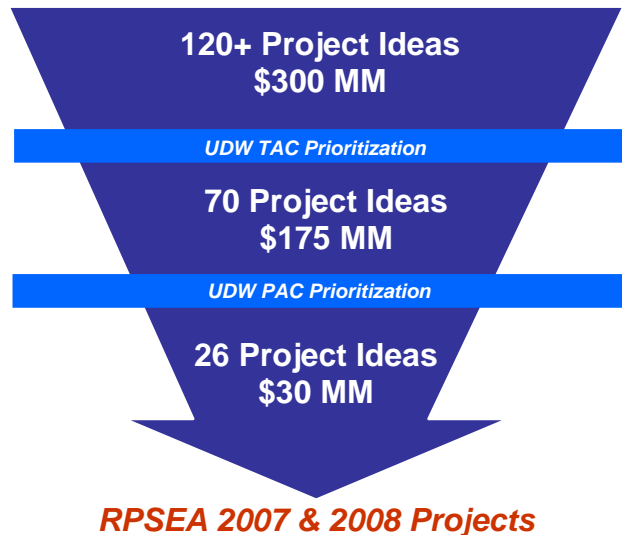 120+ Project Ideas
$300 MM
UDW TAC Prioritization
70 Project Ideas
$175 MM
UDW PAC Prioritization
26 Project Ideas
$30 MM
RPSEA 2007 & 2008 Projects